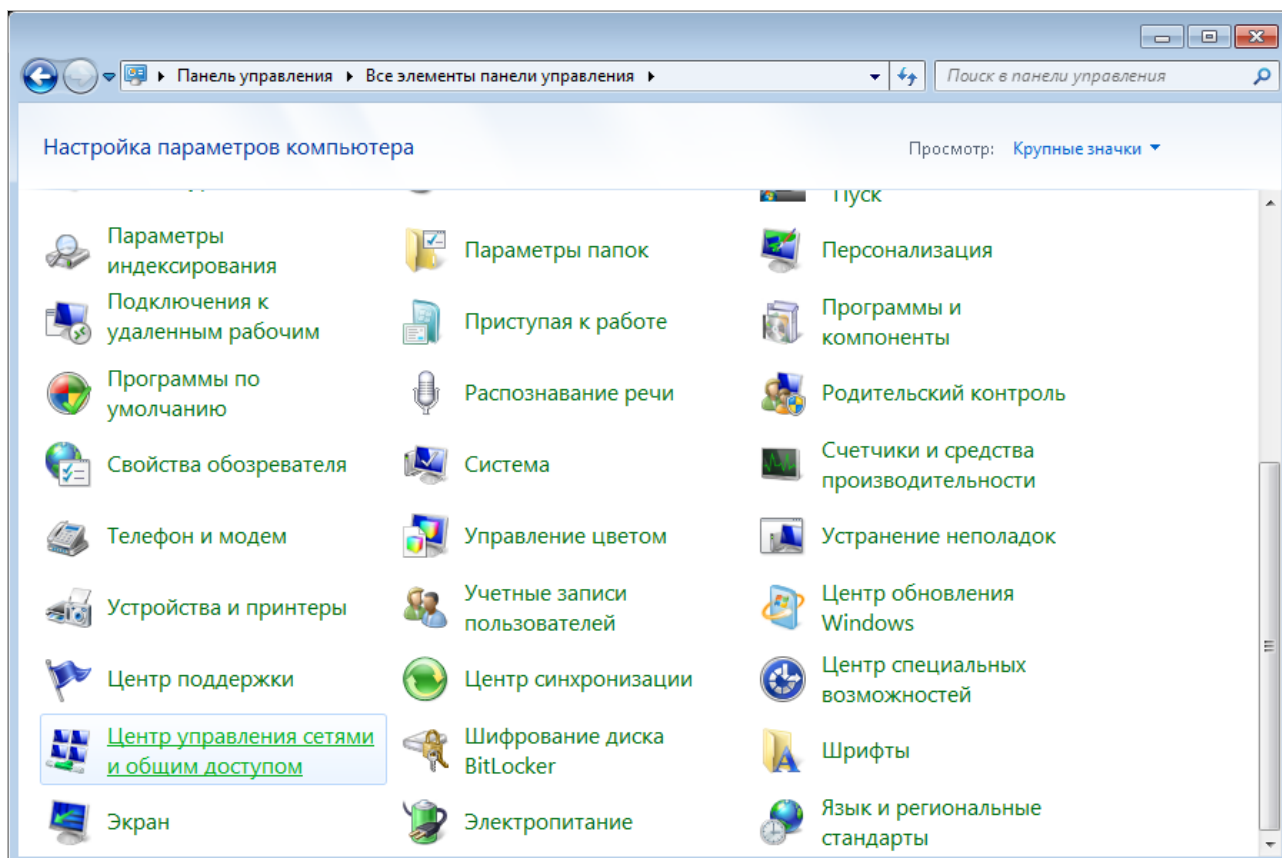 Панель управления Все элементы панели управления
Поиск в панели управления
Настройка параметров компьютера
Просмотр: Крупные значки
Пуск
Параметры
индексирования
Параметры папок
Персонализация
Подключения к
удаленным рабочим
Приступая к работе
Программы и
компоненты
Программы по
умолчанию
Распознавание речи
Родительский контроль
Свойства обозревателя
Система
Счетчики и средства
производительности
Телефон и модем
Управление цветом
Устранение неполадок
Устройства и принтеры
Учетные записи
пользователей
Центр обновления
Windows
Центр поддержки
Центр синхронизации
Центр специальных
возможностей
Центр управления сетями
и общим доступом
Шифрование диска
BitLocker
Шрифты
Экран
Электропитание
Язык и региональные
стандарты